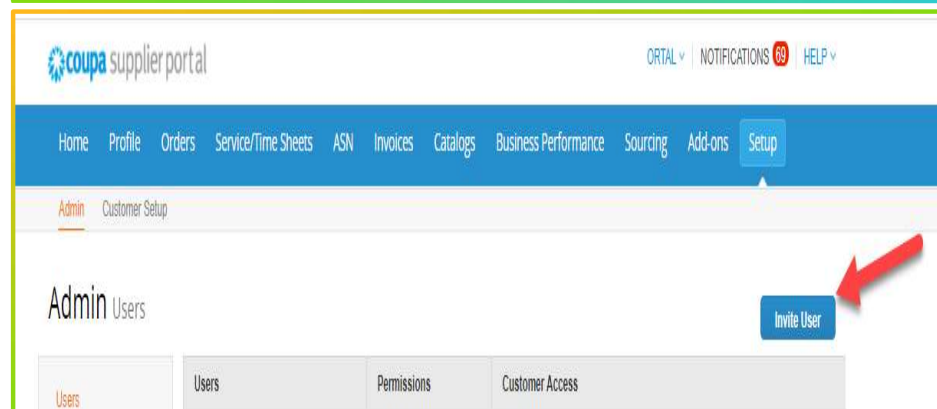 coupa supplier portal
ORTAL NOTIFICATIONS 69 HELP
Home Profile Orders Service/Time Sheets ASN Invoices Catalogs Business Performance Sourcing Add-ons Setup
Admin Customer Setup
Admin Users
Invite User
Users
Users Permissions Customer Access